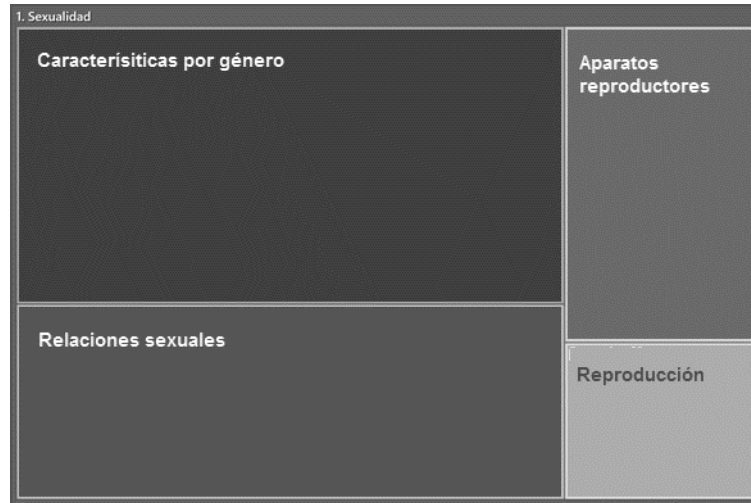 1. Sexualidad
Caracterísiticas por género
Aparatos
reproductores
Relaciones sexuales
Reproducción